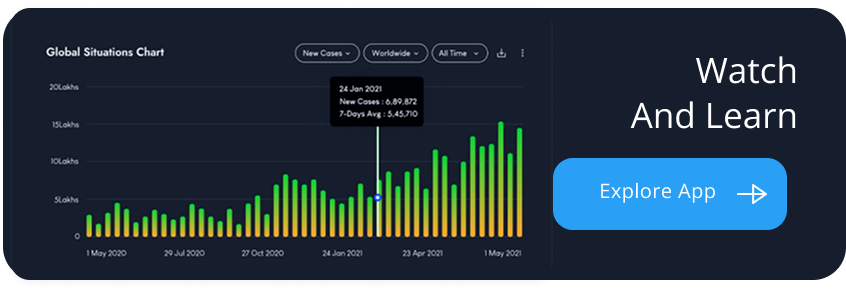 Global Situations Chart
New Cases
Worldwide
All Time
24 Jan 2021
New Cases : 6,89,872
7-Days Avg : 5,45,710
20Lakhs
15Lakhs
10Lakhs
5Lakhs
0
1 May 2020
29 Jul 2020
27 Oct 2020
24 Jan 2021
23 Apr 2021
1 May 2021
Watch
And Learn
Explore App